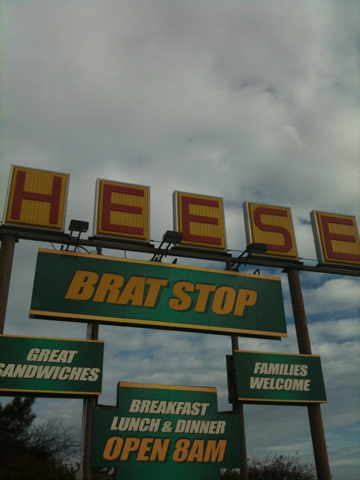 HEESE
BRAT STOP
GREAT
SANDWICHES
FAMILIES
WELCOME
BREAKFAST
LUNCH & DINNER
OPEN 8AM